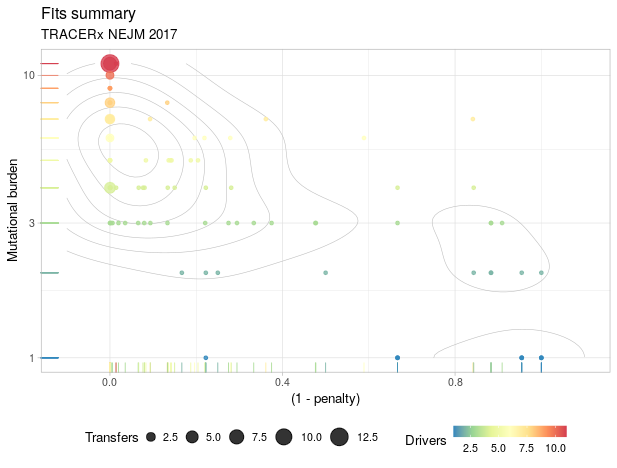 Fits summary
TRACERx NEJM 2017
Mutational burden
10
3
1
0.0 0.4 0.8
(1 - penalty)
Transfers 2.5 5.0 7.5 10.0 12.5
Drivers 2.5 5.0 7.5 10.0